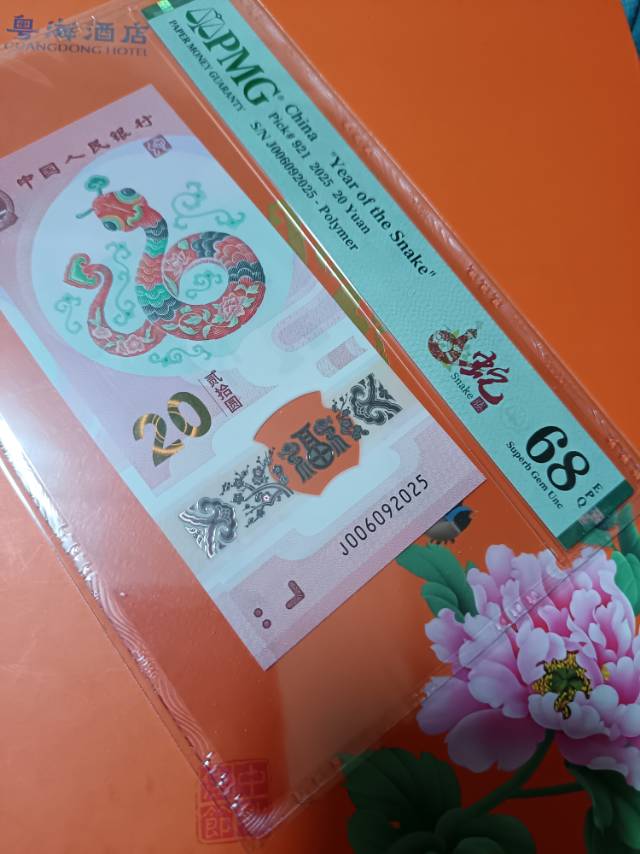 粤海酒店
GUANGDONG HOTEL
PMG
®
PAPER MONEY GUARANTY
China "Year of the Snake"
Pick# 921 2025 20 Yuan
S/N J006092025 - Polymer
蛇
Snake
68
EPQ
Superb Gem Unc
中国人民银行
20
贰拾圆
福
J006092025